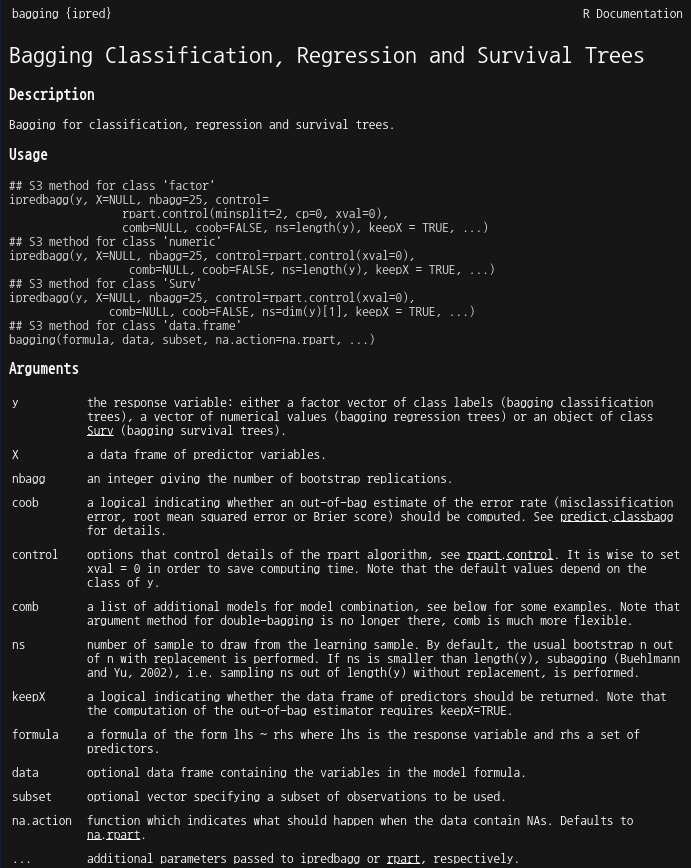 bagging {ipred}
R Documentation
Bagging Classification, Regression and Survival Trees
Description
Bagging for classification, regression and survival trees.
Usage
## S3 method for class 'factor'
ipredbagg(y, X=NULL, nbagg=25, control=
rpart.control(minsplit=2, cp=0, xval=0),
comb=NULL, coob=FALSE, ns=length(y), keepX = TRUE, ...)
## S3 method for class 'numeric'
ipredbagg(y, X=NULL, nbagg=25, control=rpart.control(xval=0),
comb=NULL, coob=FALSE, ns=length(y), keepX = TRUE, ...)
## S3 method for class 'Surv'
ipredbagg(y, X=NULL, nbagg=25, control=rpart.control(xval=0),
comb=NULL, coob=FALSE, ns=dim(y)[1], keepX = TRUE, ...)
## S3 method for class 'data.frame'
bagging(formula, data, subset, na.action=na.rpart, ...)
Arguments
y the response variable: either a factor vector of class labels (bagging classification
trees), a vector of numerical values (bagging regression trees) or an object of class
Surv (bagging survival trees).
X a data frame of predictor variables.
nbagg an integer giving the number of bootstrap replications.
coob a logical indicating whether an out-of-bag estimate of the error rate (misclassification
error, root mean squared error or Brier score) should be computed. See predict.classbagg
for details.
control options that control details of the rpart algorithm, see rpart.control. It is wise to set
xval = 0 in order to save computing time. Note that the default values depend on the
class of y.
comb a list of additional models for model combination, see below for some examples. Note that
argument method for double-bagging is no longer there, comb is much more flexible.
ns number of sample to draw from the learning sample. By default, the usual bootstrap n out
of n with replacement is performed. If ns is smaller than length(y), subagging (Buehlmann
and Yu, 2002), i.e. sampling ns out of length(y) without replacement, is performed.
keepX a logical indicating whether the data frame of predictors should be returned. Note that
the computation of the out-of-bag estimator requires keepX=TRUE.
formula a formula of the form lhs ~ rhs where lhs is the response variable and rhs a set of
predictors.
data optional data frame containing the variables in the model formula.
subset optional vector specifying a subset of observations to be used.
na.action function which indicates what should happen when the data contain NAs. Defaults to
na.rpart.
... additional parameters passed to ipredbagg or rpart, respectively.